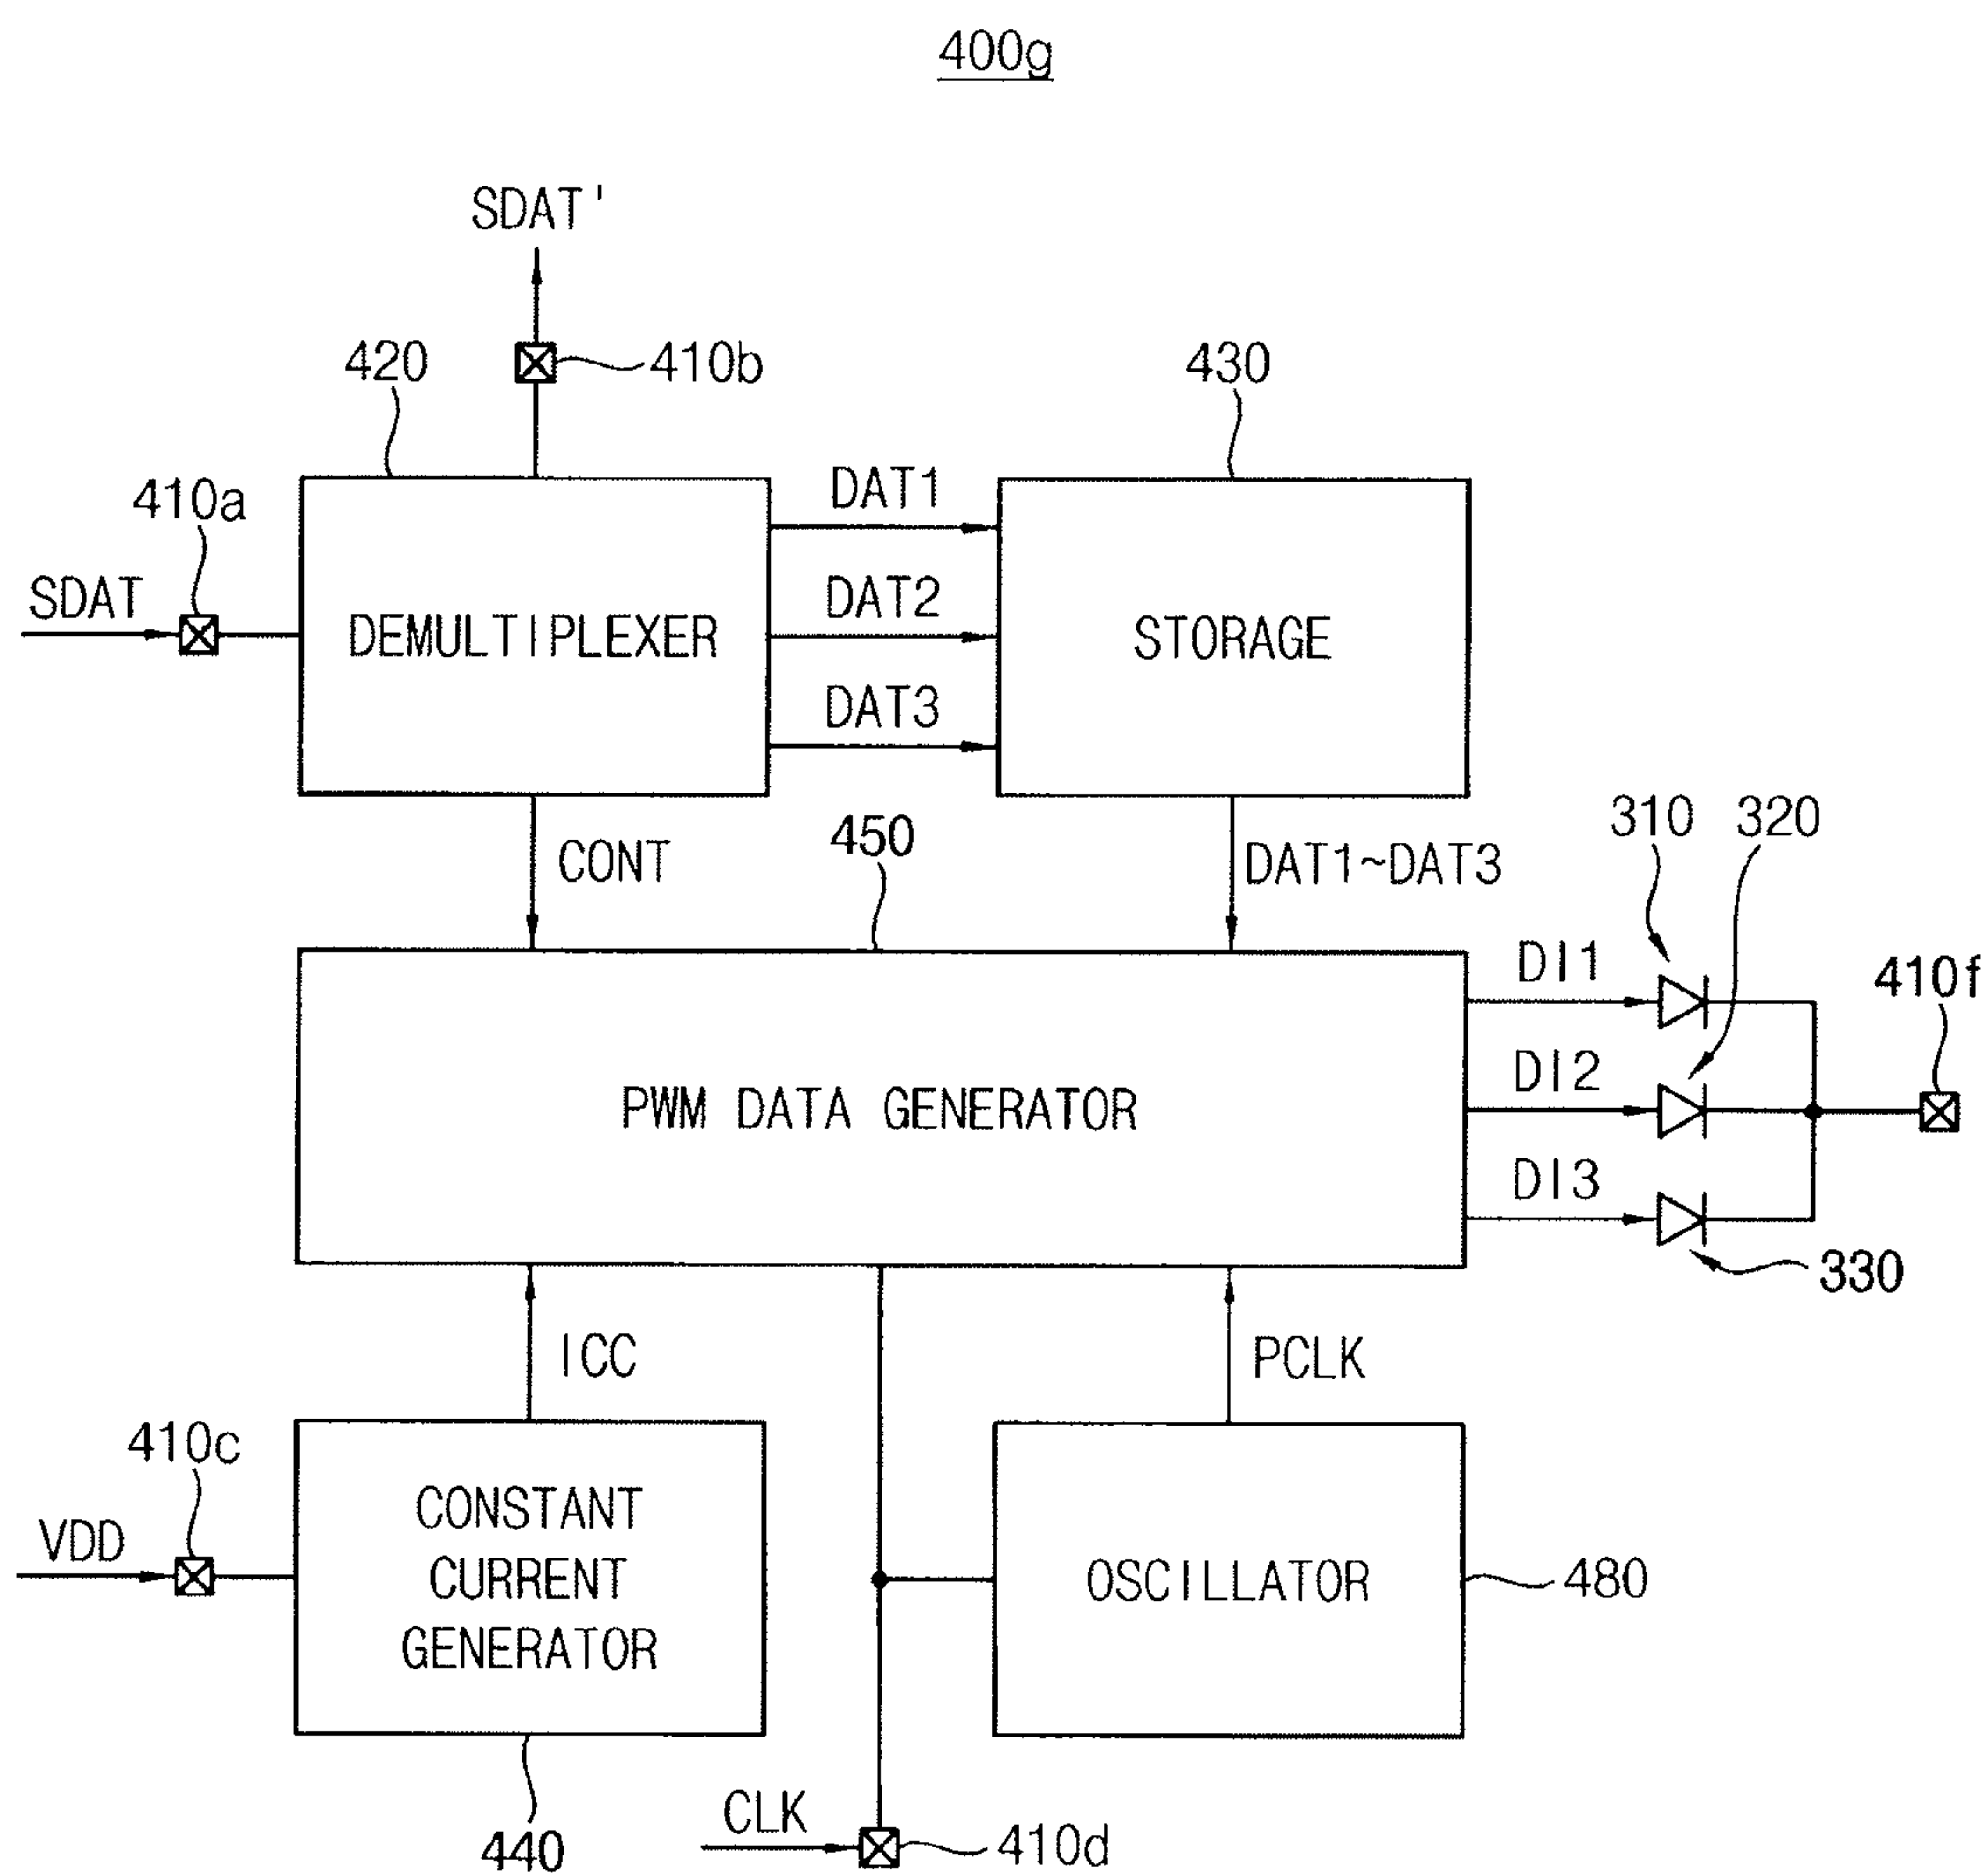 400g
SDAT'
420
410b
430
410a
DAT1
SDAT
DAT2
DEMULTIPLEXER
STORAGE
DAT3
310
320
CONT
450
DAT1~DAT3
DI1
410f
DI2
PWM DATA GENERATOR
DI3
330
ICC
PCLK
410c
VDD
CONSTANT
CURRENT
GENERATOR
OSCILLATOR
480
CLK
440
410d